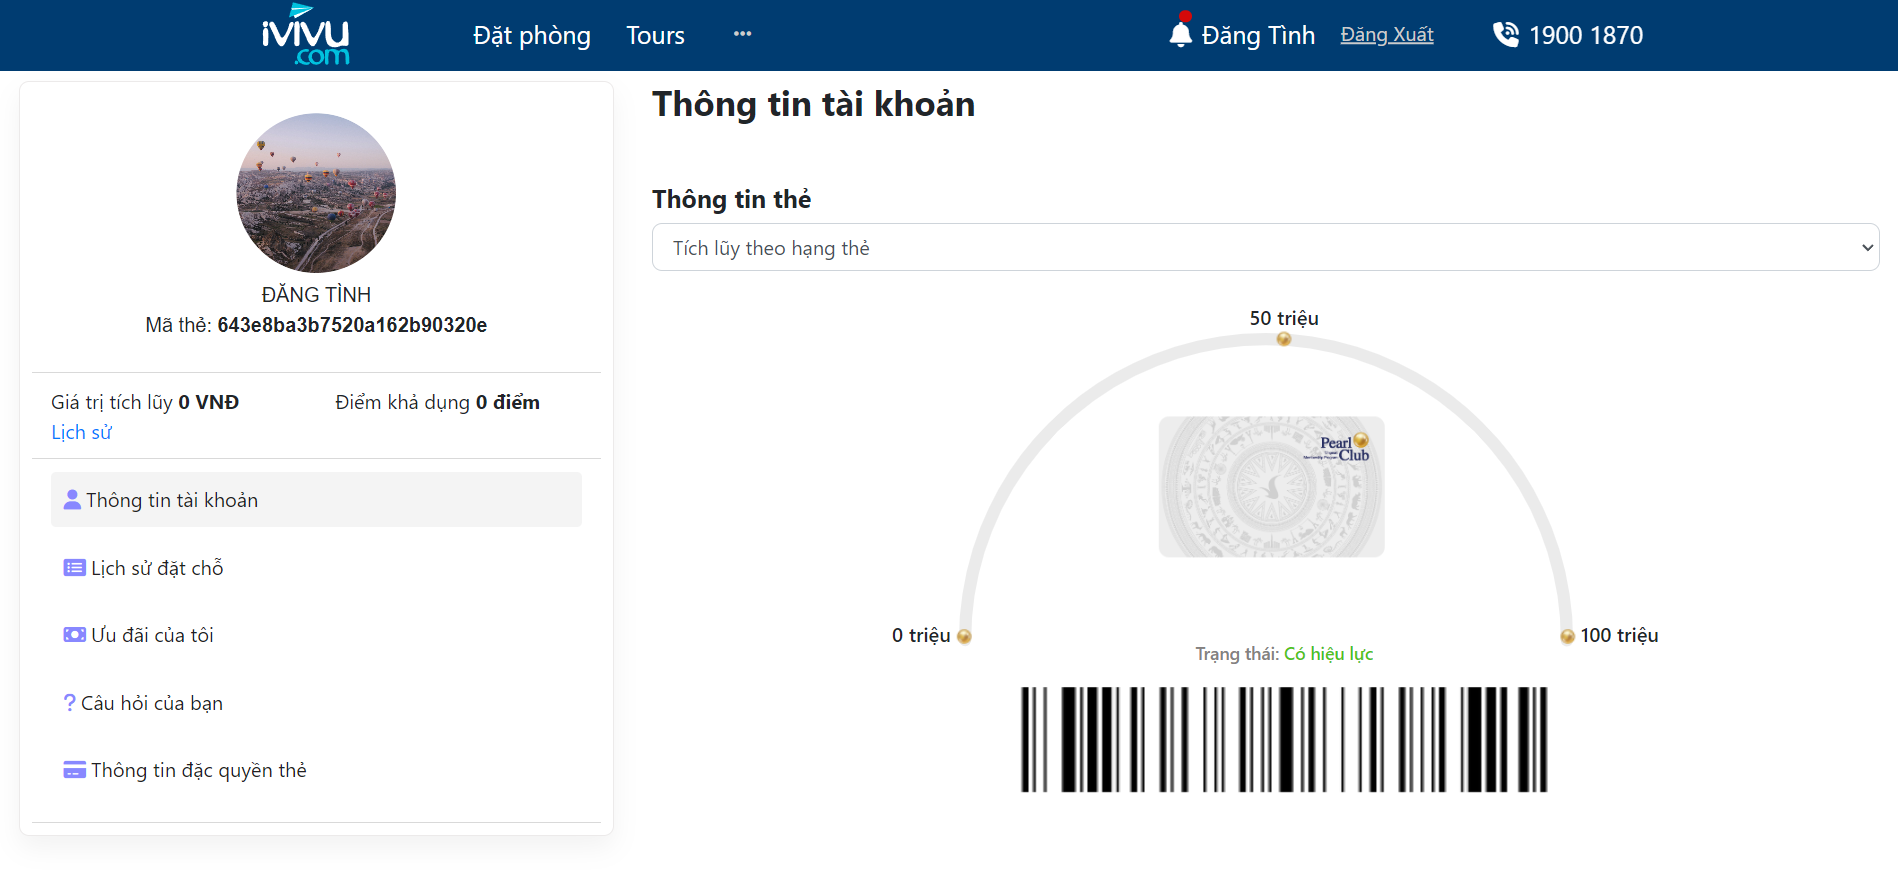 ivivu
.com
Đặt phòng
Tours
Đăng Tình
Đăng Xuất
1900 1870
ĐĂNG TÌNH
Mã thẻ: 643e8ba3b7520a162b90320e
Giá trị tích lũy 0 VNĐ
Điểm khả dụng 0 điểm
Lịch sử
Thông tin tài khoản
Lịch sử đặt chỗ
Ưu đãi của tôi
? Câu hỏi của bạn
Thông tin đặc quyền thẻ
Thông tin tài khoản
Thông tin thẻ
Tích lũy theo hạng thẻ
50 triệu
Pearl
Club
0 triệu
100 triệu
Trạng thái: Có hiệu lực